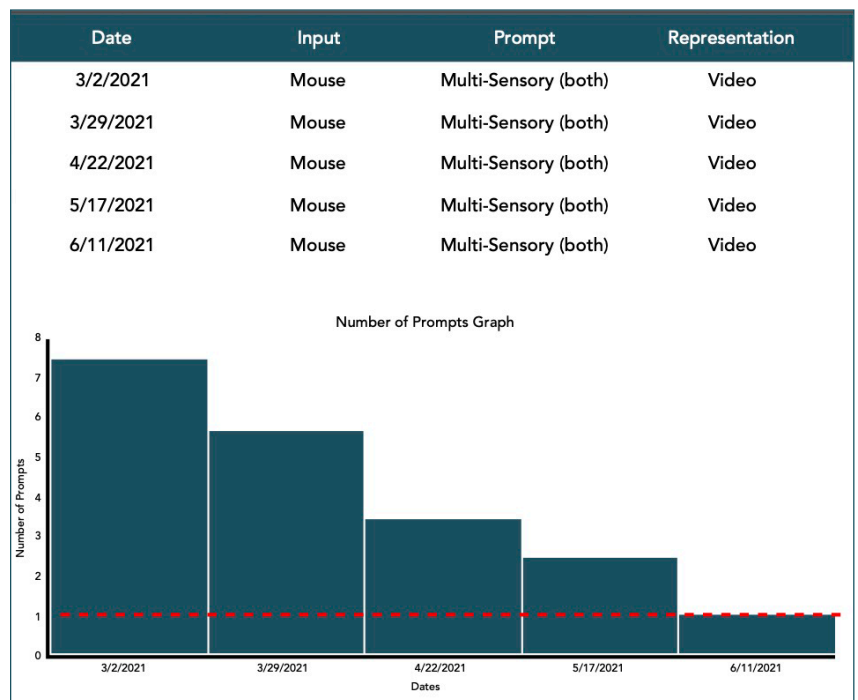 Date Input Prompt Representation
3/2/2021 Mouse Multi-Sensory (both) Video
3/29/2021 Mouse Multi-Sensory (both) Video
4/22/2021 Mouse Multi-Sensory (both) Video
5/17/2021 Mouse Multi-Sensory (both) Video
6/11/2021 Mouse Multi-Sensory (both) Video
Number of Prompts Graph
8
7
6
5
4
3
2
1
0
Number of Prompts
3/2/2021 3/29/2021 4/22/2021 5/17/2021 6/11/2021
Dates